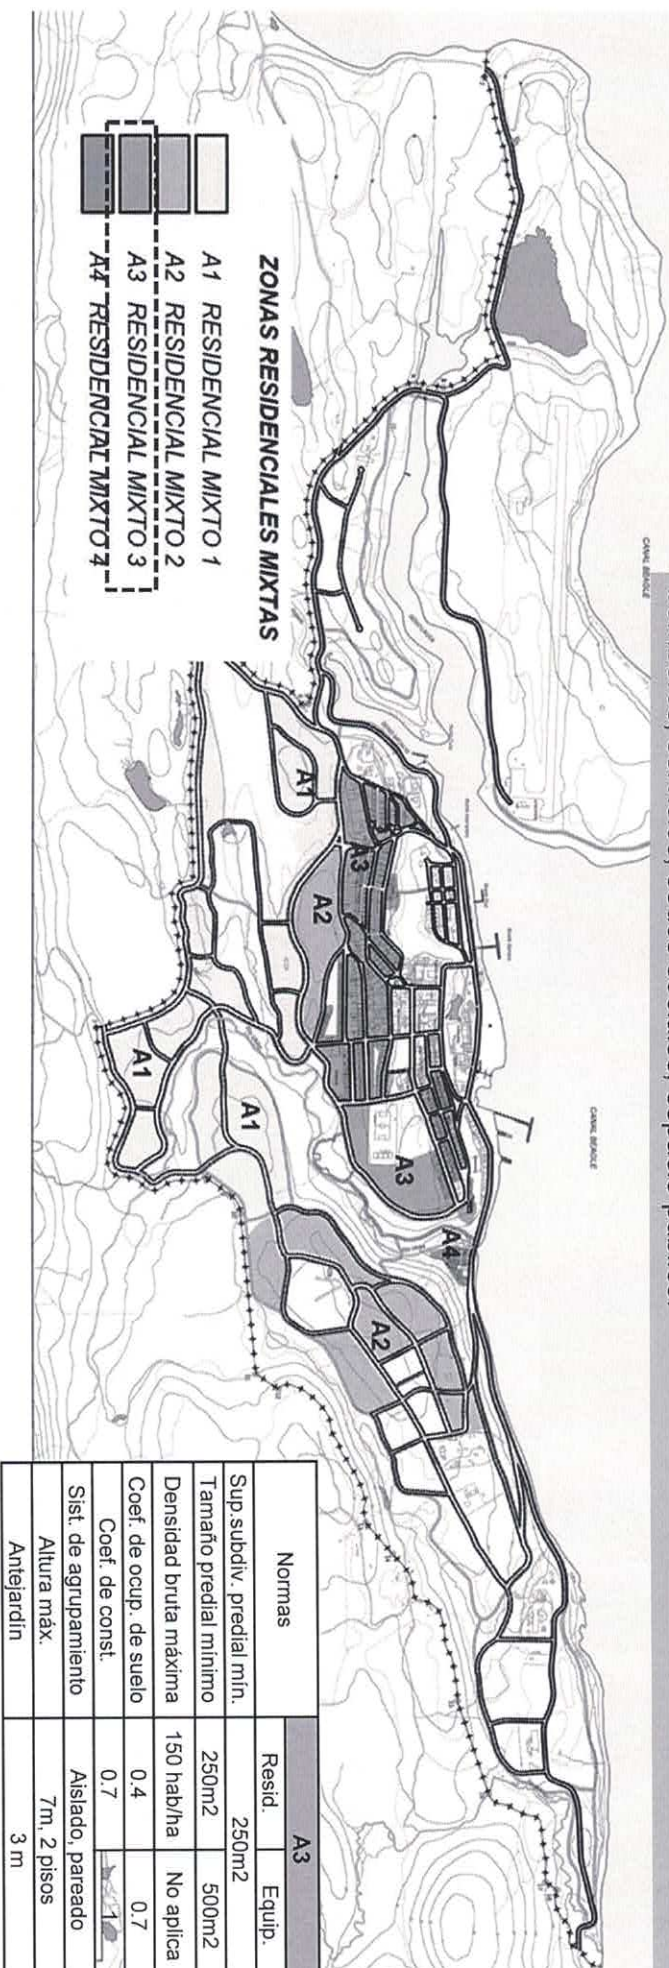 CANAL BEAGLE
CANAL BEAGLE
ZONAS RESIDENCIALES MIXTAS
A1 RESIDENCIAL MIXTO 1
A2 RESIDENCIAL MIXTO 2
A3 RESIDENCIAL MIXTO 3
A4 RESIDENCIAL MIXTO 4
A1
A3
A2
A1
A1
A3
A4
A2
Normas A3
Resid. Equip.
Sup.subdiv. predial mín. 250m2
Tamaño predial mínimo 250m2 500m2
Densidad bruta máxima 150 hab/ha No aplica
Coef. de ocup. de suelo 0.4 0.7
Coef. de const. 0.7 1
Sist. de agrupamiento Aislado, pareado
Altura máx. 7m, 2 pisos
Antejardín 3 m